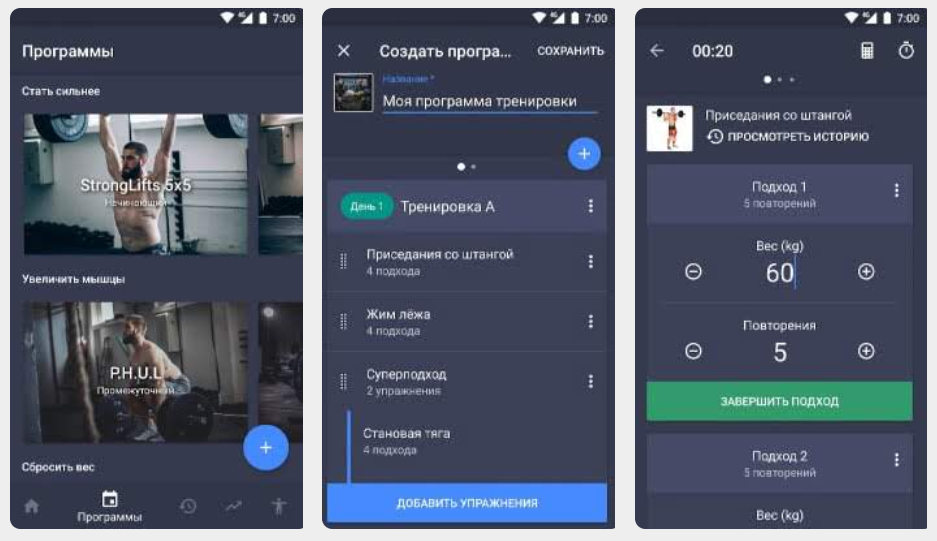 7:00
Программы
Стать сильнее
StrongLifts 5x5
Начинающий
Увеличить мышцы
P.H.U.L
Промежуточный
Сбросить вес
Программы
7:00
Создать програ...
СОХРАНИТЬ
Название *
Моя программа тренировки
День 1
Тренировка А
Приседания со штангой
4 подхода
Жим лёжа
4 подхода
Суперподход
2 упражнения
Становая тяга
4 подхода
ДОБАВИТЬ УПРАЖНЕНИЯ
7:00
00:20
Приседания со штангой
ПРОСМОТРЕТЬ ИСТОРИЮ
Подход 1
5 повторений
Вес (kg)
60
Повторения
5
ЗАВЕРШИТЬ ПОДХОД
Подход 2
5 повторений
Вес (kg)